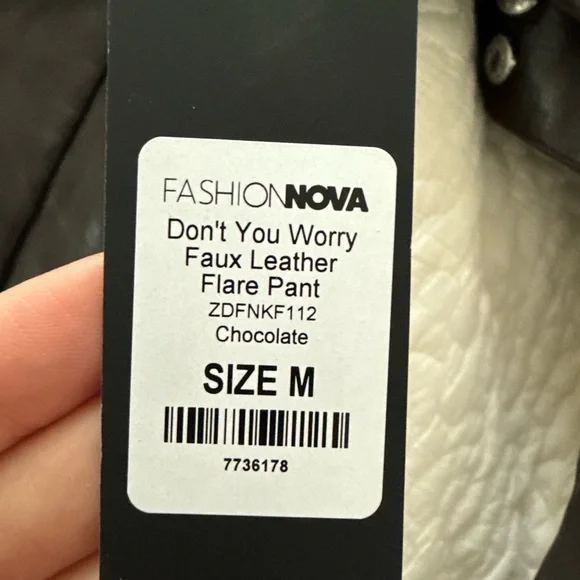 FASHIONNOVA
Don't You Worry
Faux Leather
Flare Pant
ZDFNKF112
Chocolate
SIZE M
7736178